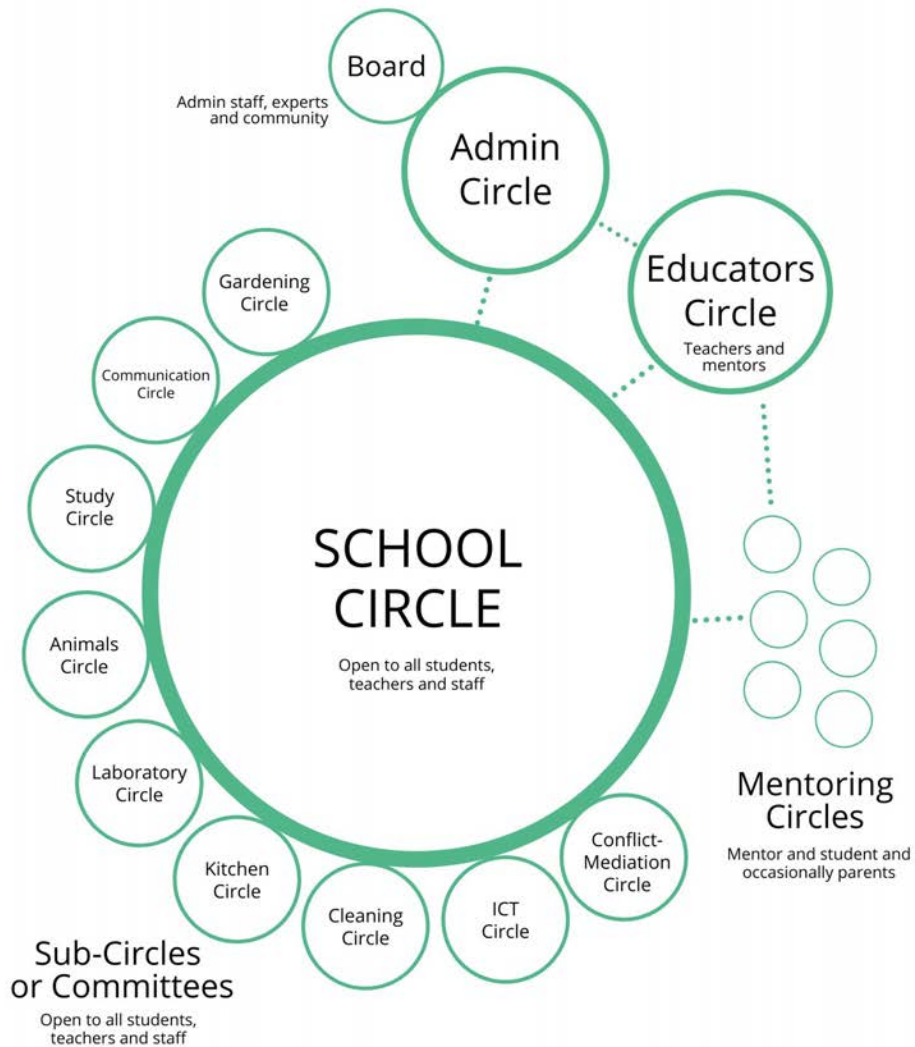 Board
Admin staff, experts
and community
Admin
Circle
Educators
Circle
Teachers and
mentors
Gardening
Circle
Communication
Circle
Study
Circle
Animals
Circle
Laboratory
Circle
Kitchen
Circle
Cleaning
Circle
ICT
Circle
Conflict-
Mediation
Circle
SCHOOL
CIRCLE
Open to all students,
teachers and staff
Mentoring
Circles
Mentor and student and
occasionally parents
Sub-Circles
or Committees
Open to all students,
teachers and staff